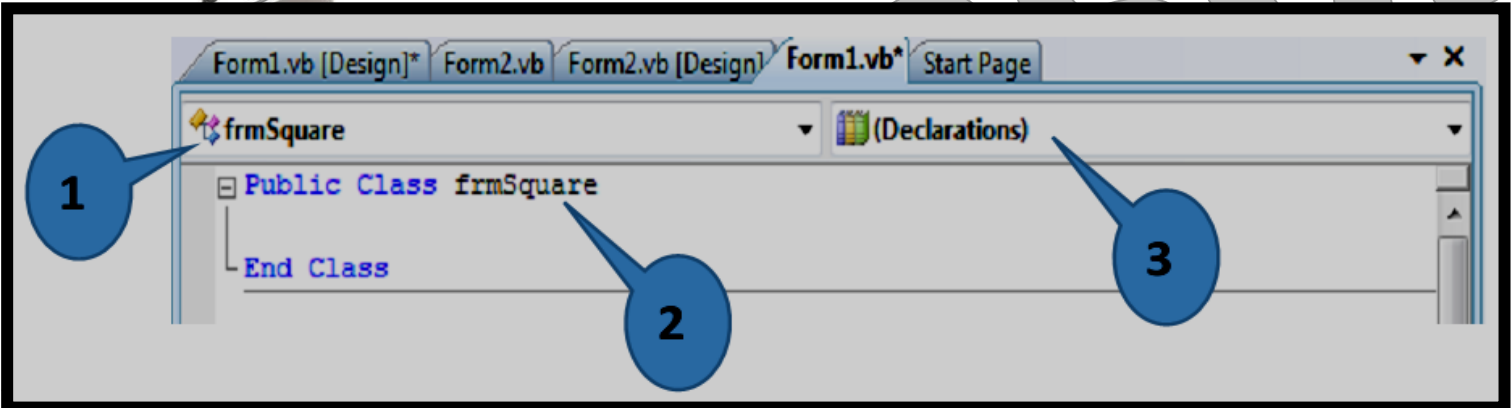 Form1.vb [Design]* Form2.vb Form2.vb [Design] Form1.vb* Start Page
frmSquare (Declarations)
1
Public Class frmSquare
3
End Class
2